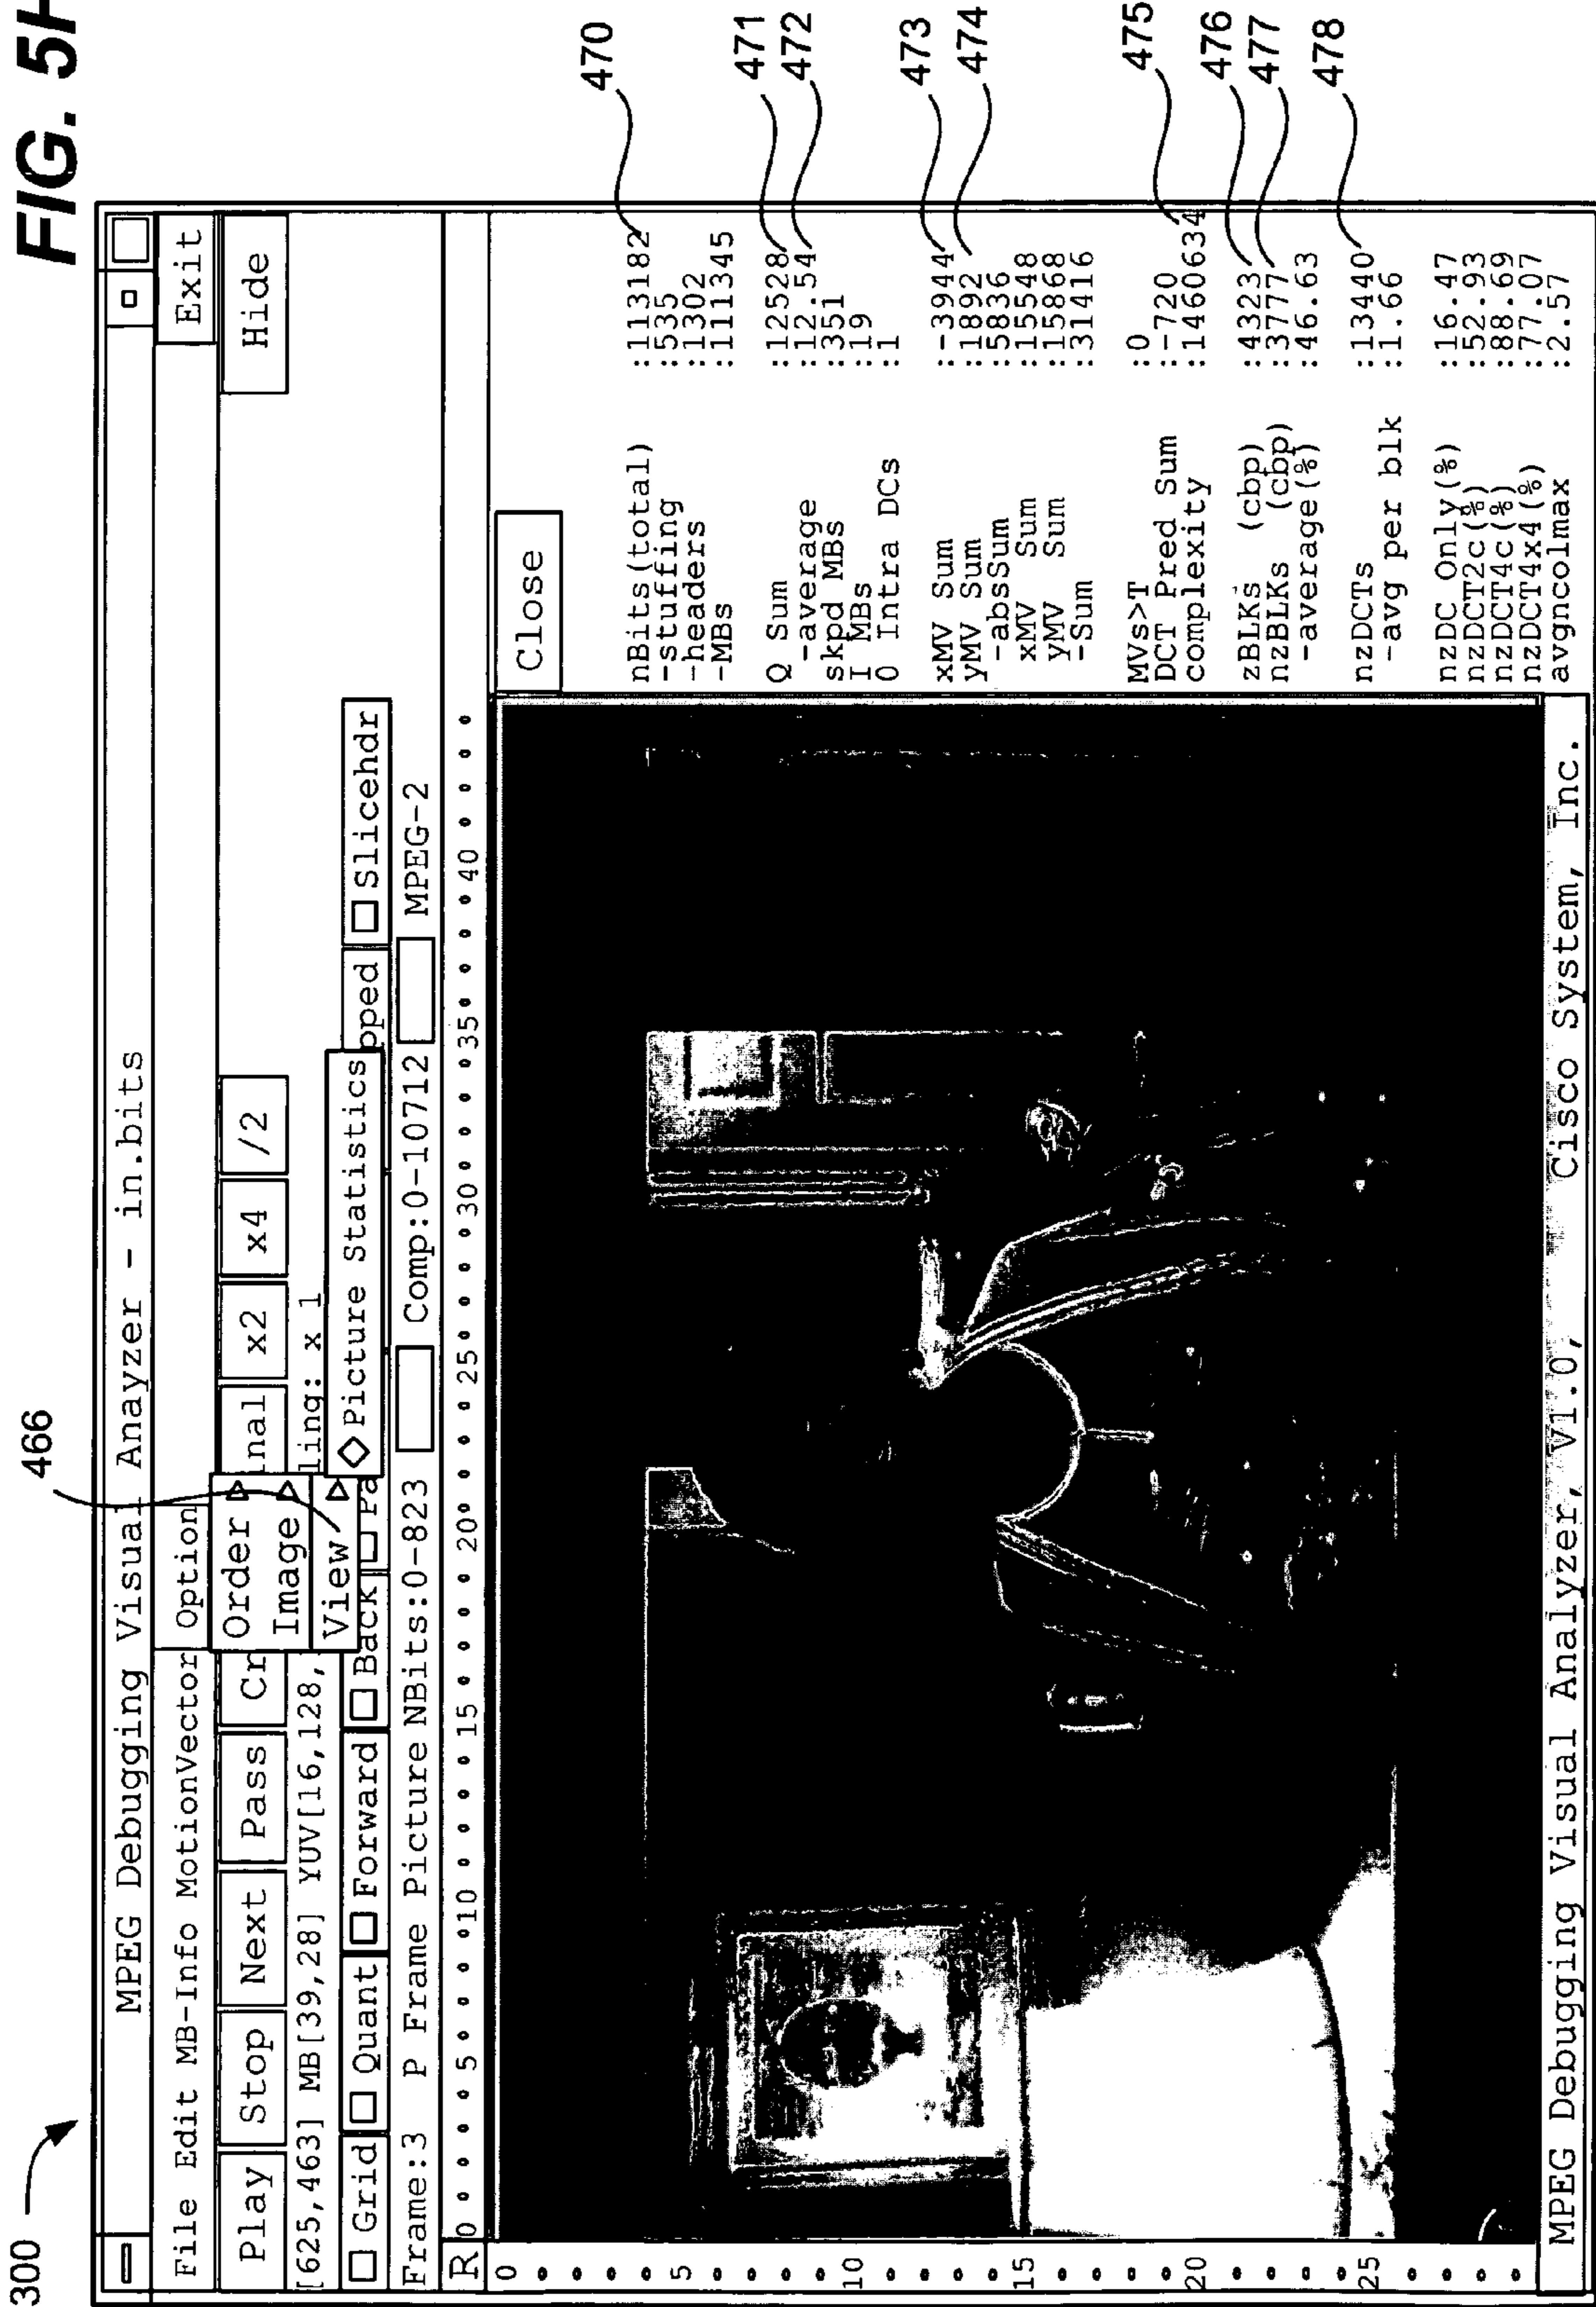 FIG. 5H
300
466
MPEG Debugging Visual Anayzer - in.bits
File Edit MB-Info MotionVector Option
Exit
Play Stop Next Pass Cr
Order
inal x2 x4 /2
Hide
Image
[625,463] MB[39,28] YUV[16,128,
ling: x 1
View
◇Picture Statistics
□ Grid □ Quant □ Forward □ Back □ Pa
pped □ Slicehdr
Frame:3 P Frame Picture NBits:0-823 Comp:0-10712 MPEG-2
R 0 5 10 15 20 25 30 35 40
0
5
10
15
20
25
Close
nBits(total) :113182
-stuffing :535
-headers :1302
-MBs :111345
Q Sum :12528
-average :12.54
skpd MBs :351
I MBs :19
0 Intra DCs :1
xMV Sum :-3944
yMV Sum :1892
-absSum :5836
xMV Sum :15548
yMV Sum :15868
-Sum :31416
MVs>T :0
DCT Pred Sum :-720
complexity :1460634
zBLKs (cbp) :4323
nzBLKs (cbp) :3777
-average(%) :46.63
nzDCTs :13440
-avg per blk :1.66
nzDC Only(%) :16.47
nzDCT2c(%) :52.93
nzDCT4c(%) :88.69
nzDCT4x4(%) :77.07
avgncolmax :2.57
470
471
472
473
474
475
476
477
478
MPEG Debugging Visual Analyzer, V1.0, Cisco System, Inc.